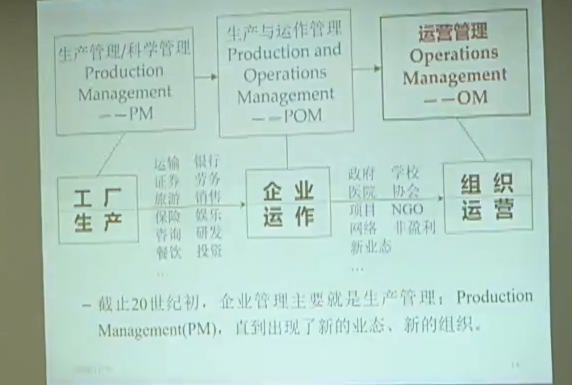 生产管理/科学管理
Production
Management
——PM
生产与运作管理
Production and
Operations
Management
——POM
运营管理
Operations
Management
——OM
工厂
生产
运输 银行
证券 劳务
旅游 销售
保险 娱乐
咨询 研发
餐饮 投资
…
企业
运作
政府 学校
医院 协会
项目 NGO
网络 非盈利
新业态
…
组织
运营
– 截止20世纪初，企业管理主要就是生产管理；Production
Management(PM)，直到出现了新的业态、新的组织。